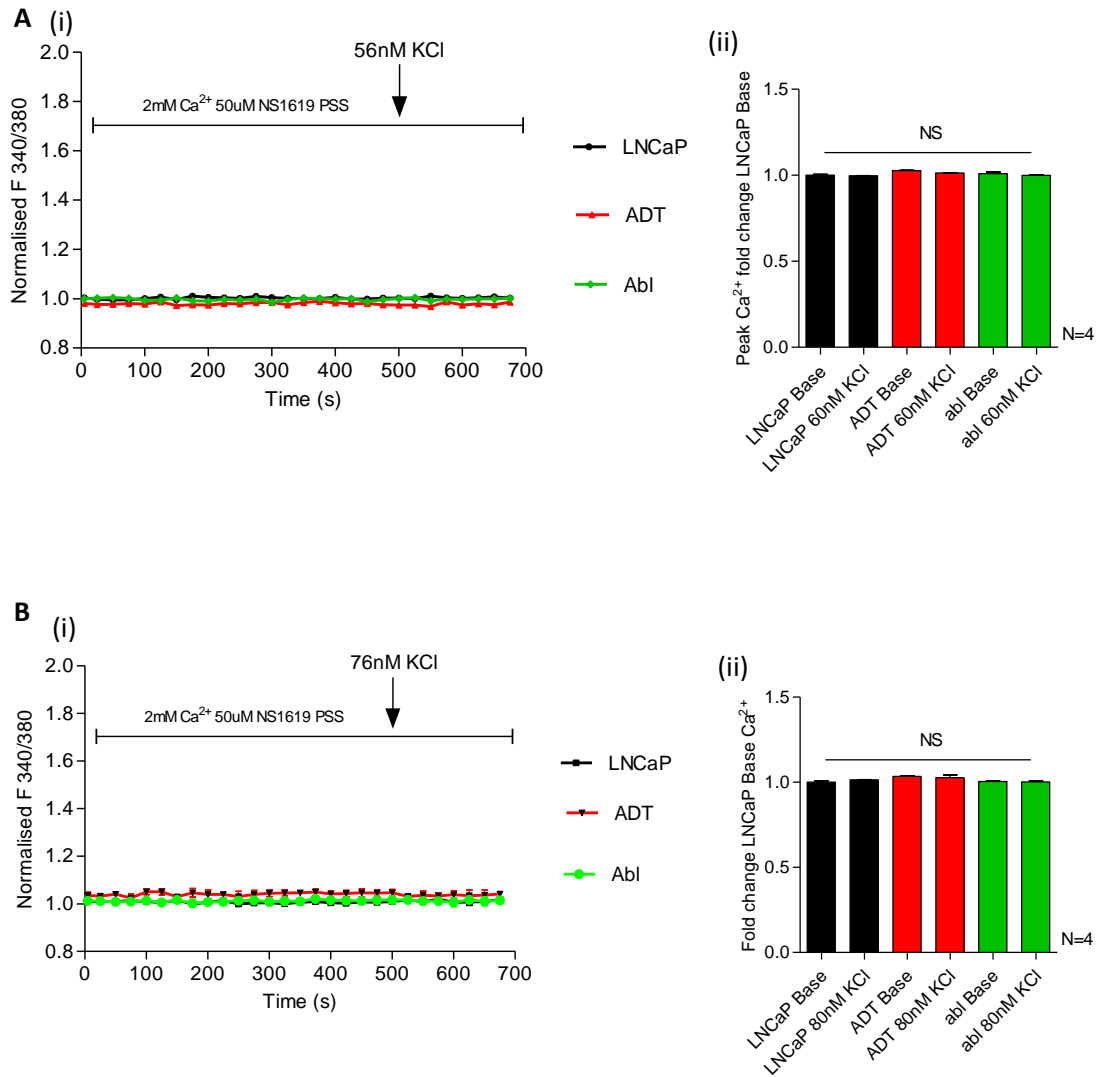 A
(i)
56nM KCl
2mM Ca²⁺ 50uM NS1619 PSS
Normalised F 340/380
2.0
1.8
1.6
1.4
1.2
1.0
0.8
0
100
200
300
400
500
600
700
Time (s)
LNCaP
ADT
Abl
(ii)
Peak Ca²⁺ fold change LNCaP Base
1.5
1.0
0.5
0.0
NS
N=4
LNCaP Base
LNCaP 60nM KCl
ADT Base
ADT 60nM KCl
abl Base
abl 60nM KCl
B
(i)
76nM KCl
2mM Ca²⁺ 50uM NS1619 PSS
Normalised F 340/380
2.0
1.8
1.6
1.4
1.2
1.0
0.8
0
100
200
300
400
500
600
700
Time (s)
LNCaP
ADT
Abl
(ii)
Fold change LNCaP Base Ca²⁺
1.5
1.0
0.5
0.0
NS
N=4
LNCaP Base
LNCaP 80nM KCl
ADT Base
ADT 80nM KCl
abl Base
abl 80nM KCl